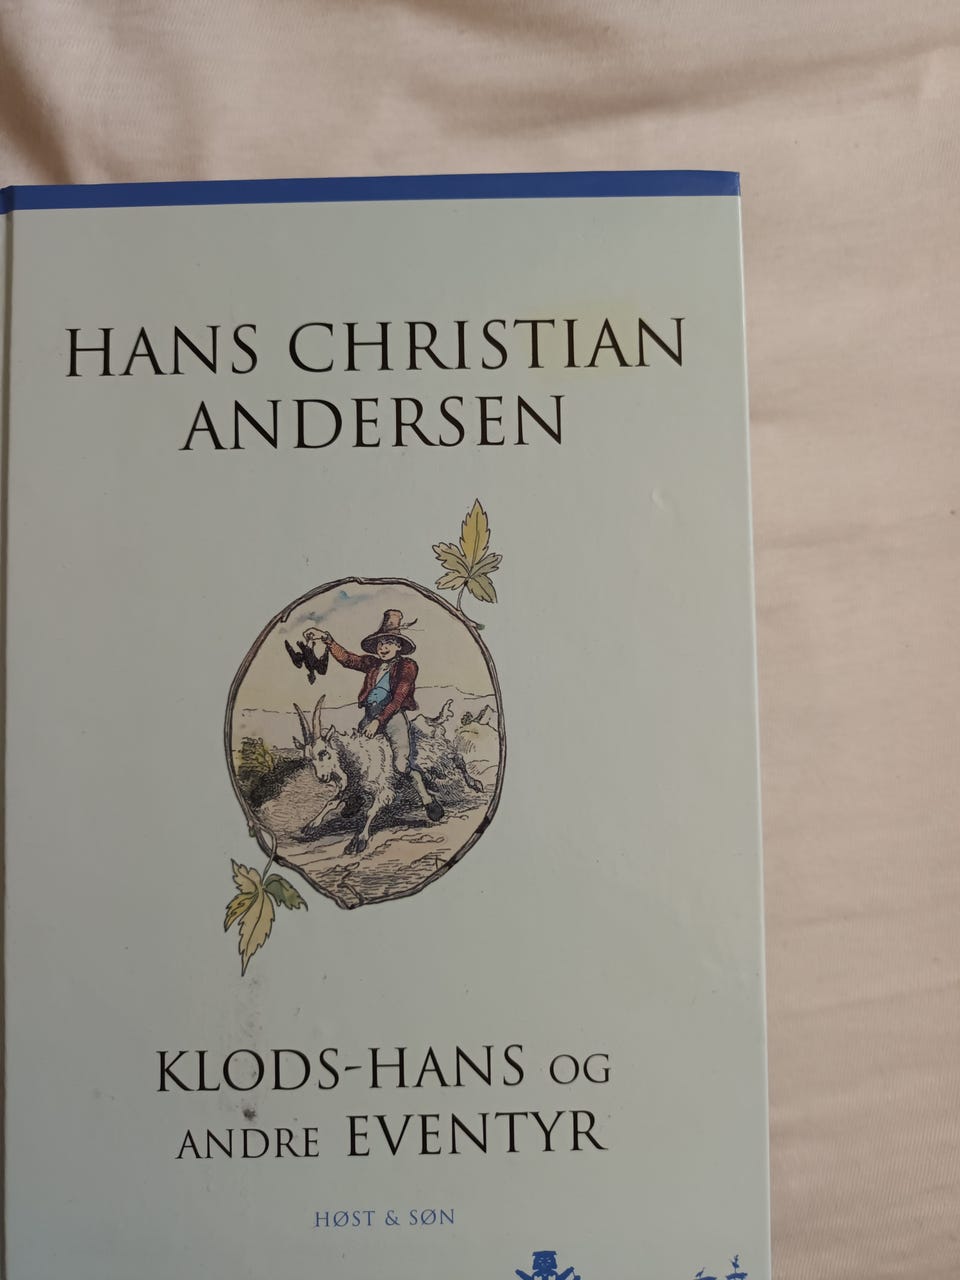 HANS CHRISTIAN
ANDERSEN
KLODS-HANS OG
ANDRE EVENTYR
HØST & SØN